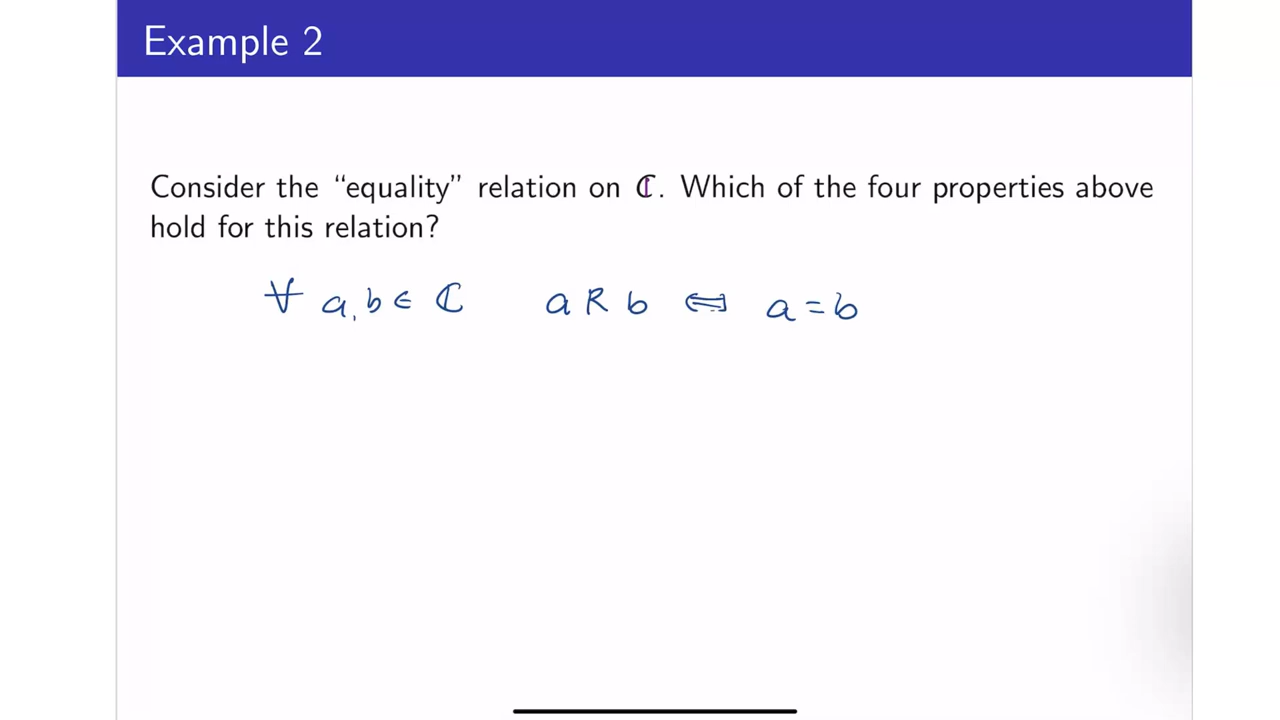 Example 2
Consider the “equality” relation on ℂ. Which of the four properties above
hold for this relation?
∀ a, b ∈ ℂ a R b ⟺ a = b